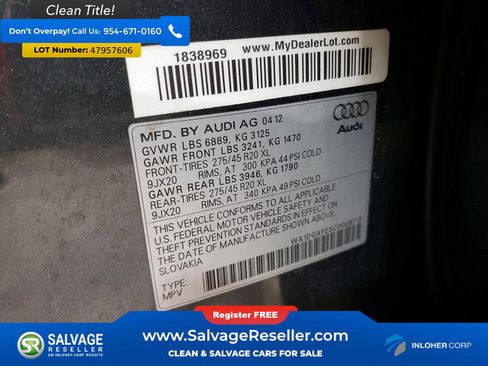 Clean Title!
Don't Overpay! Call Us: 954-671-0160
LOT Number: 47957606
1838969 www.MyDealerLot.com
MFD. BY AUDI AG 04 12
GVWR LBS 6889, KG 3125
GAWR FRONT LBS 3241, KG 1470
FRONT-TIRES 275/45 R20 XL
9JX20 RIMS, AT 300 KPA 44 PSI COLD
GAWR REAR LBS 3946, KG 1790
REAR-TIRES 275/45 R20 XL
9JX20 RIMS, AT 340 KPA 49 PSI COLD
Audi
THIS VEHICLE CONFORMS TO ALL APPLICABLE
U.S. FEDERAL MOTOR VEHICLE SAFETY AND
THEFT PREVENTION STANDARDS IN EFFECT ON
THE DATE OF MANUFACTURE SHOWN ABOVE.
SLOVAKIA
TYPE:
MPV
Register FREE
SALVAGE
RESELLER
AN INLOHER CORP WEBSITE
www.SalvageReseller.com
CLEAN & SALVAGE CARS FOR SALE
INLOHER CORP